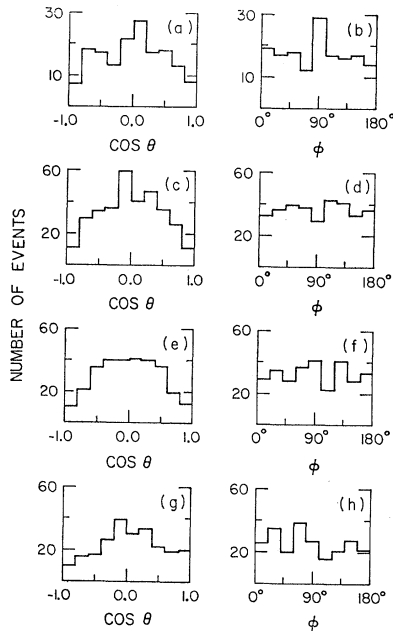 30
10
(a)
-1.0 0.0 1.0
COS θ
30
10
(b)
0° 90° 180°
φ
60
20
(c)
-1.0 0.0 1.0
COS θ
60
20
(d)
0° 90° 180°
φ
NUMBER OF EVENTS
60
20
(e)
-1.0 0.0 1.0
COS θ
60
20
(f)
0° 90° 180°
φ
60
20
(g)
-1.0 0.0 1.0
COS θ
60
20
(h)
0° 90° 180°
φ